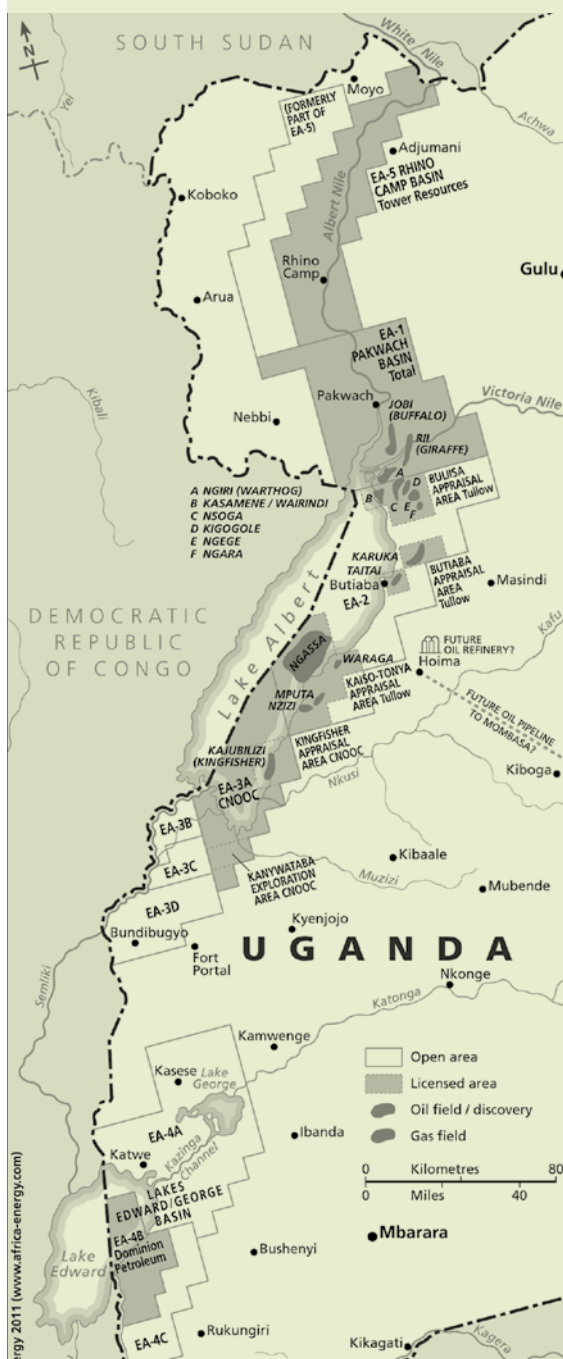 N
SOUTH SUDAN
White
Nile
Yei
Moyo
(FORMERLY
PART OF
EA-5)
Achwa
Adjumani
EA-5 RHINO
CAMP BASIN
Tower Resources
Koboko
Albert Nile
Rhino
Camp
Gulu
Arua
EA-1
PAKWACH
BASIN
Total
Kibali
Pakwach
Victoria Nile
JOBI
(BUFFALO)
Nebbi
RII
(GIRAFFE)
A NGIRI (WARTHOG)
B KASAMENE / WAIRINDI
C NSOGA
D KIGOGOLE
E NGEGE
F NGARA
A
B
C
D
E
F
BULIISA
APPRAISAL
AREA Tullow
KARUKA
TAITAI
Butiaba
EA-2
BUTIABA
APPRAISAL
AREA
Tullow
Masindi
DEMOCRATIC
REPUBLIC
OF CONGO
Lake Albert
Kafu
NGASSA
WARAGA
FUTURE
OIL REFINERY?
Hoima
KAISO-TONYA
APPRAISAL
AREA Tullow
MPUTA
NZIZI
FUTURE OIL PIPELINE
TO MOMBASA?
KAJUBILIZI
(KINGFISHER)
KINGFISHER
APPRAISAL
AREA CNOOC
Kiboga
EA-3A
CNOOC
Nkusi
EA-3B
EA-3C
Kibaale
KANYWATABA
EXPLORATION
AREA CNOOC
Muzizi
Mubende
EA-3D
Bundibugyo
Kyenjojo
Fort
Portal
UGANDA
Semliki
Nkonge
Katonga
Kamwenge
Kasese
Lake
George
Open area
Licensed area
Oil field / discovery
Gas field
EA-4A
Ibanda
Katwe
Kazinga
Channel
0 Kilometres 80
0 Miles 40
LAKES
EDWARD/GEORGE
BASIN
EA-4B
Dominion
Petroleum
Mbarara
Lake
Edward
Bushenyi
EA-4C
Rukungiri
Kikagati
Kagera
ergy 2011 (www.africa-energy.com)